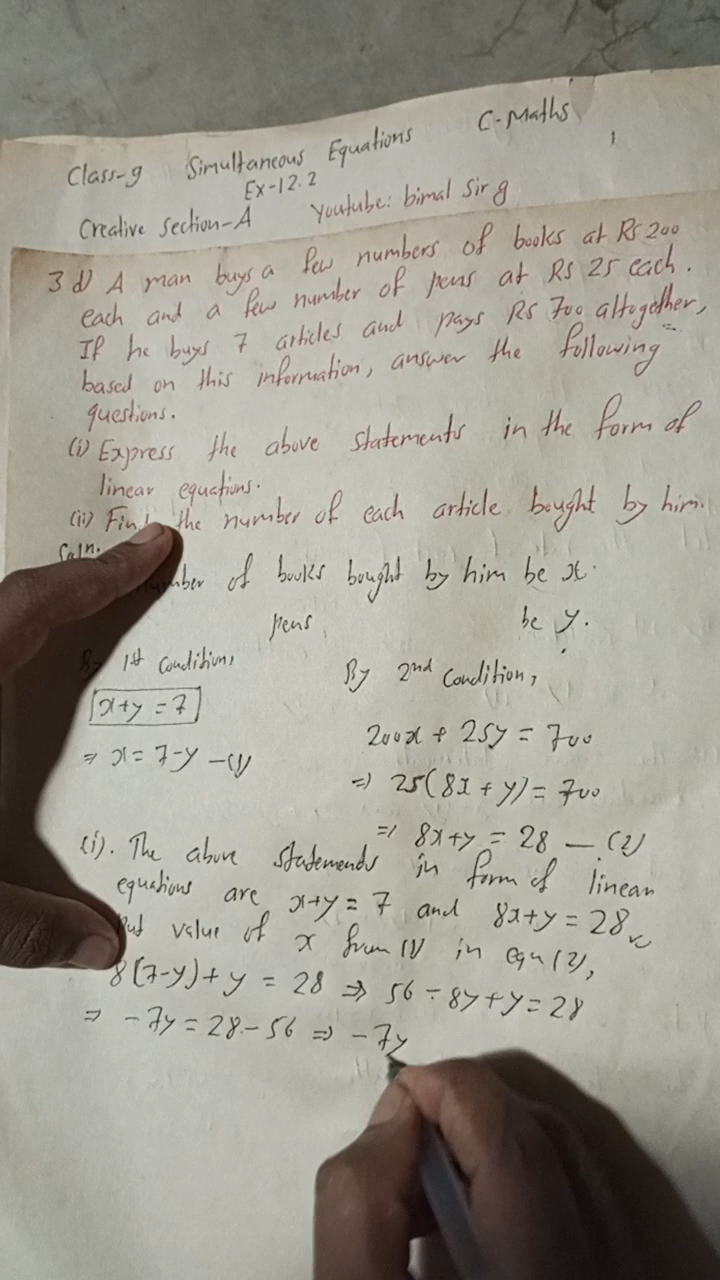 Class-9 Simultaneous Equations C-Maths
Ex-12.2
Creative Section-A Youtube: bimal sir g
3 d) A man buys a few numbers of books at Rs 200
each and a few number of pens at Rs 25 each.
If he buys 7 articles and pays Rs 700 altogether,
based on this information, answer the following
questions.
(i) Express the above statements in the form of
linear equations.
(ii) Find the number of each article bought by him.
Soln.
of books bought by him be x.
pens be y.
By 1st condition, By 2nd Condition,
x+y = 7 200x + 25y = 700
⇒ x = 7-y —(1) ⇒ 25(8x + y) = 700
⇒ 8x+y = 28 — (2)
(i). The above statements in form of linear
equations are x+y = 7 and 8x+y = 28
Put value of x from (1) in eqn (2),
8(7-y) + y = 28 ⇒ 56 - 8y + y = 28
⇒ -7y = 28-56 ⇒ -7y